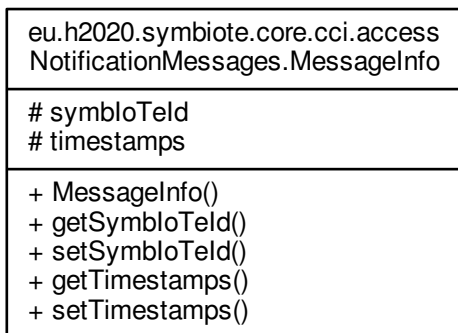 eu.h2020.symbiote.core.cci.access
NotificationMessages.MessageInfo
# symbIoTeId
# timestamps
+ MessageInfo()
+ getSymbIoTeId()
+ setSymbIoTeId()
+ getTimestamps()
+ setTimestamps()